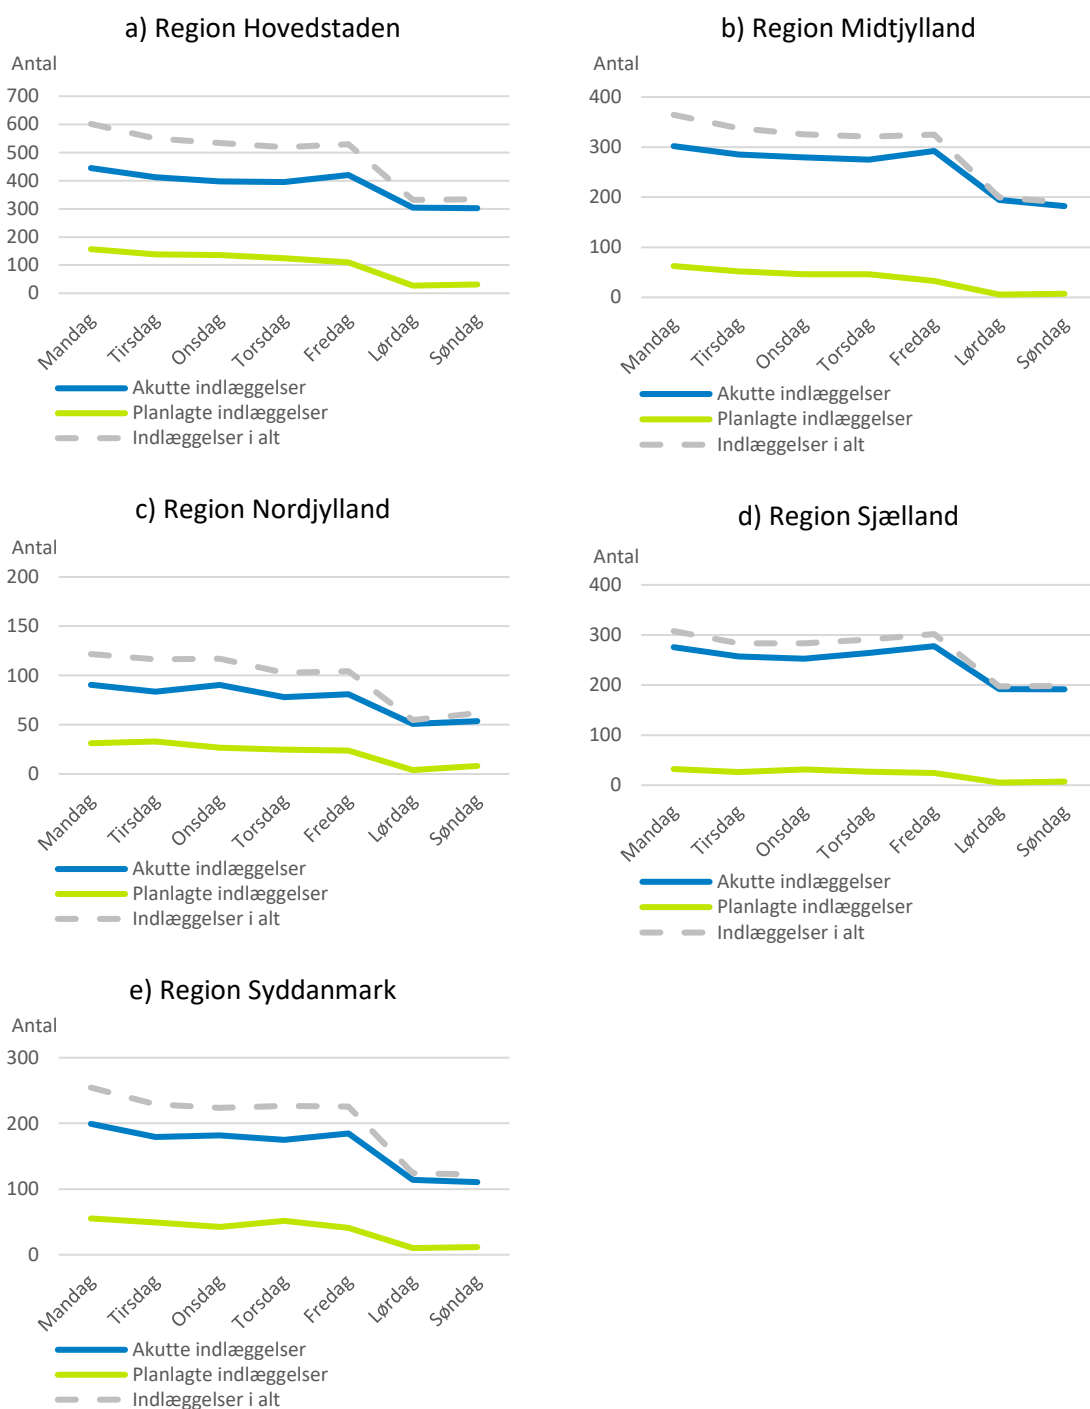 a) Region Hovedstaden
Antal
700
600
500
400
300
200
100
0
Mandag
Tirsdag
Onsdag
Torsdag
Fredag
Lørdag
Søndag
Akutte indlæggelser
Planlagte indlæggelser
Indlæggelser i alt
b) Region Midtjylland
Antal
400
300
200
100
0
Mandag
Tirsdag
Onsdag
Torsdag
Fredag
Lørdag
Søndag
Akutte indlæggelser
Planlagte indlæggelser
Indlæggelser i alt
c) Region Nordjylland
Antal
200
150
100
50
0
Mandag
Tirsdag
Onsdag
Torsdag
Fredag
Lørdag
Søndag
Akutte indlæggelser
Planlagte indlæggelser
Indlæggelser i alt
d) Region Sjælland
Antal
400
300
200
100
0
Mandag
Tirsdag
Onsdag
Torsdag
Fredag
Lørdag
Søndag
Akutte indlæggelser
Planlagte indlæggelser
Indlæggelser i alt
e) Region Syddanmark
Antal
300
200
100
0
Mandag
Tirsdag
Onsdag
Torsdag
Fredag
Lørdag
Søndag
Akutte indlæggelser
Planlagte indlæggelser
Indlæggelser i alt